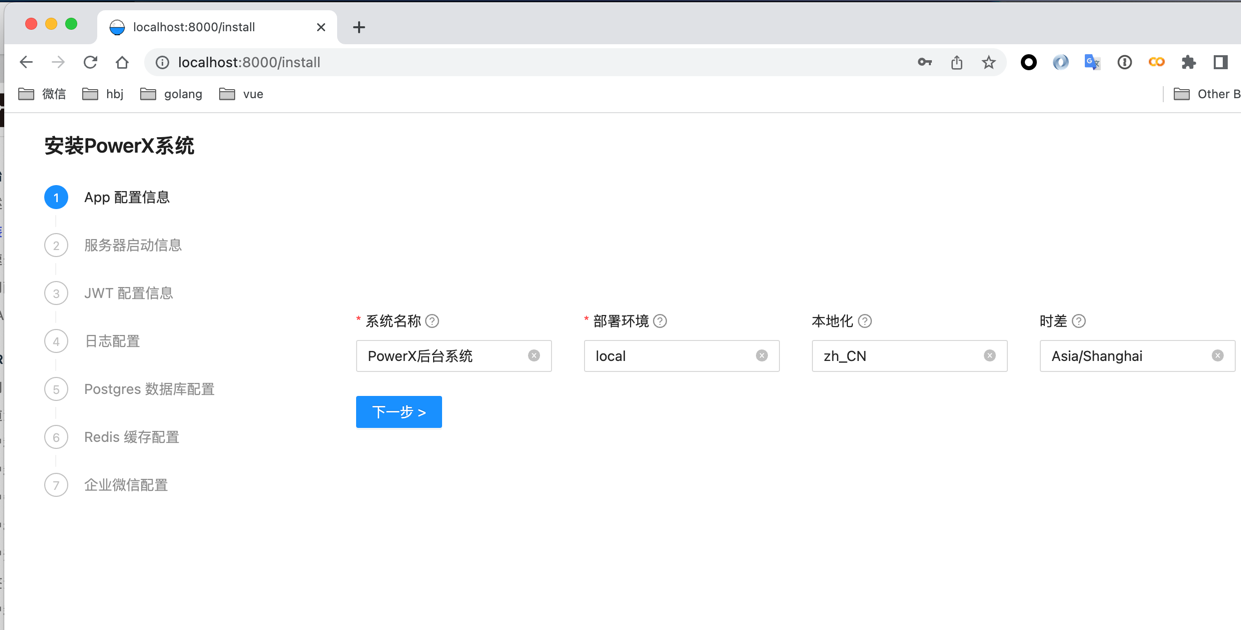 localhost:8000/install
localhost:8000/install
微信 hbj golang vue Other B
安装PowerX系统
1 App 配置信息
2 服务器启动信息
3 JWT 配置信息
4 日志配置
5 Postgres 数据库配置
6 Redis 缓存配置
7 企业微信配置
* 系统名称 * 部署环境 本地化 时差
PowerX后台系统 local zh_CN Asia/Shanghai
下一步 >